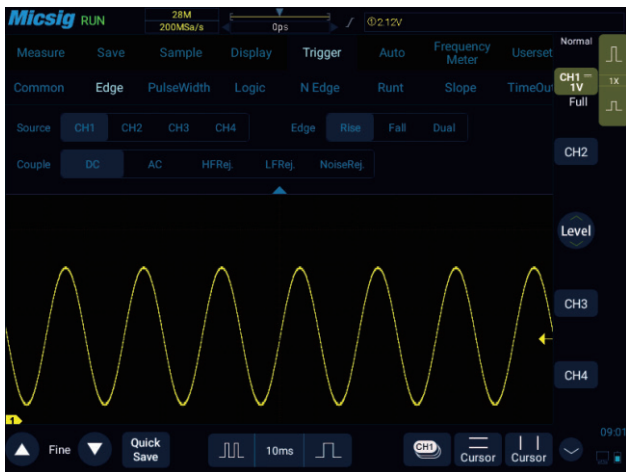 Micsig RUN 28M 200MSa/s 0ps ①2.12V
Measure Save Sample Display Trigger Auto Frequency Meter Userset Normal
Common Edge PulseWidth Logic N Edge Runt Slope TimeOu CH1 1V 1X
Full
Source CH1 CH2 CH3 CH4 Edge Rise Fall Dual
CH2
Couple DC AC HFRej. LFRej. NoiseRej.
Level
CH3
CH4
1
09:01
Fine Quick Save 10ms CH1 Cursor Cursor